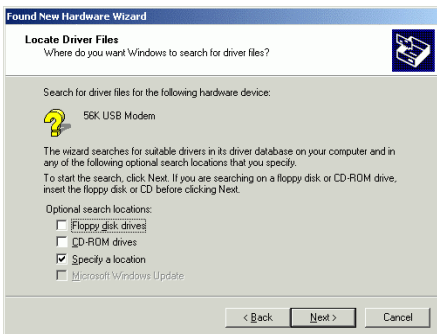 Found New Hardware Wizard
Locate Driver Files
Where do you want Windows to search for driver files?
Search for driver files for the following hardware device:
56K USB Modem
The wizard searches for suitable drivers in its driver database on your computer and in
any of the following optional search locations that you specify.
To start the search, click Next. If you are searching on a floppy disk or CD-ROM drive,
insert the floppy disk or CD before clicking Next.
Optional search locations:
Floppy disk drives
CD-ROM drives
Specify a location
Microsoft Windows Update
< Back Next > Cancel